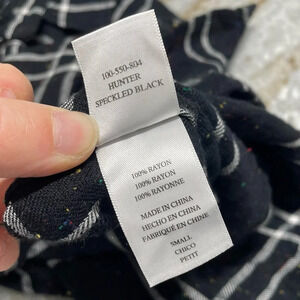 100-550-804
HUNTER
SPECKLED BLACK
100% RAYON
100% RAYON
100% RAYONNE
MADE IN CHINA
HECHO EN CHINA
FABRIQUÉ EN CHINE
SMALL
CHICO
PETIT